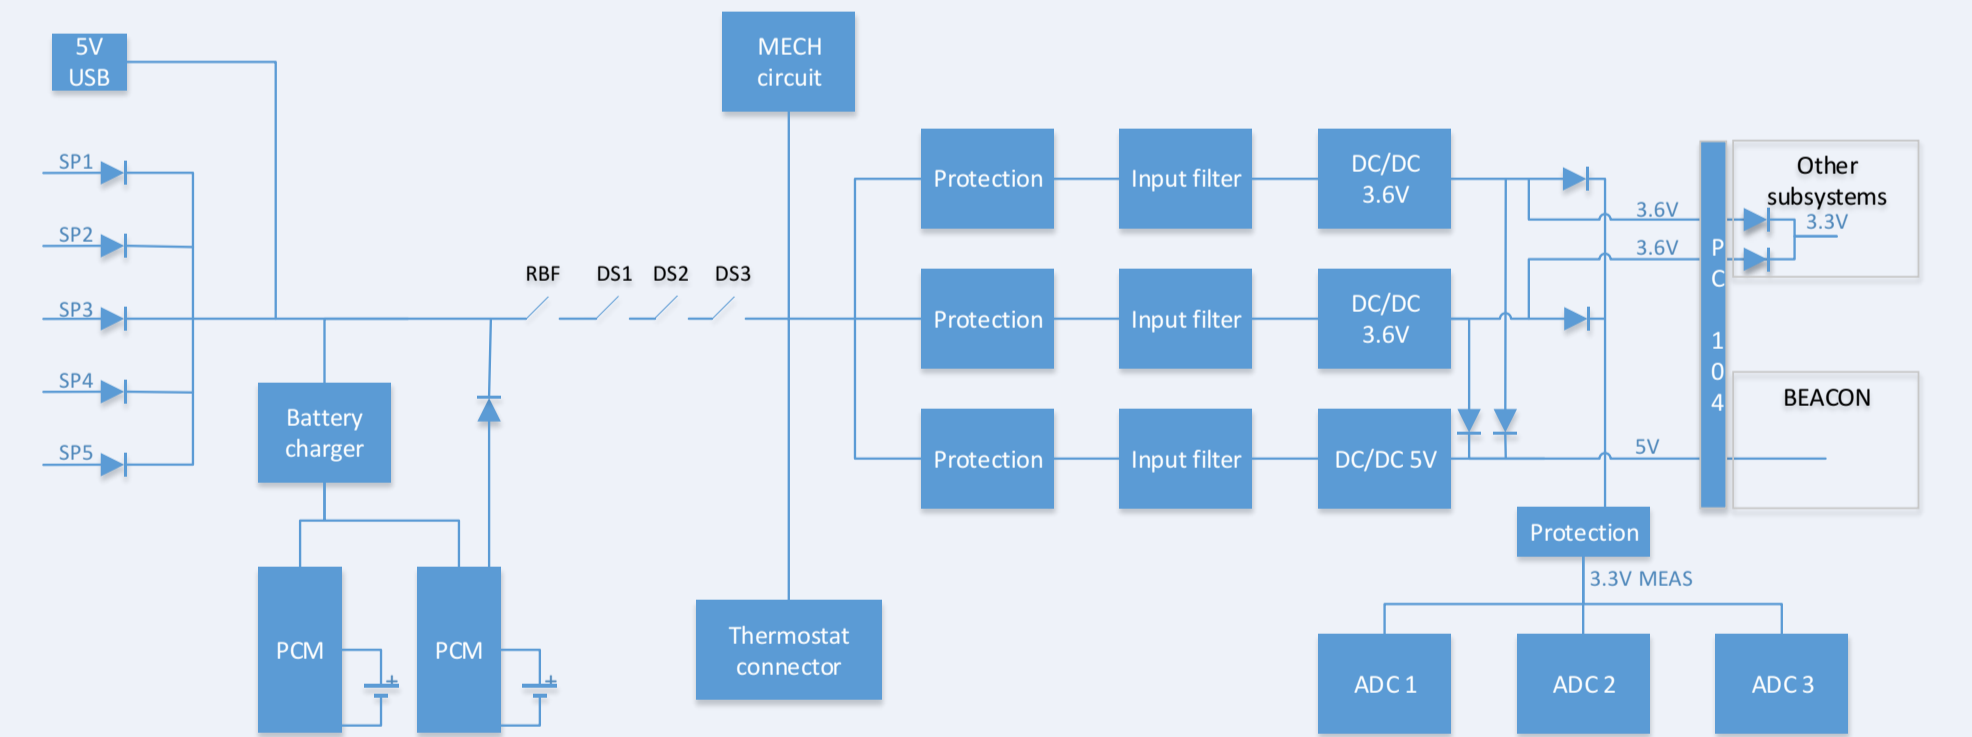 5V
USB
SP1
SP2
SP3
SP4
SP5
Battery
charger
PCM
+
PCM
+
RBF DS1 DS2 DS3
MECH
circuit
Thermostat
connector
Protection Input filter DC/DC
3.6V
Protection Input filter DC/DC
3.6V
Protection Input filter DC/DC 5V
3.6V
3.6V
5V
P
C
1
0
4
Other
subsystems
3.3V
BEACON
Protection
3.3V MEAS
ADC 1 ADC 2 ADC 3